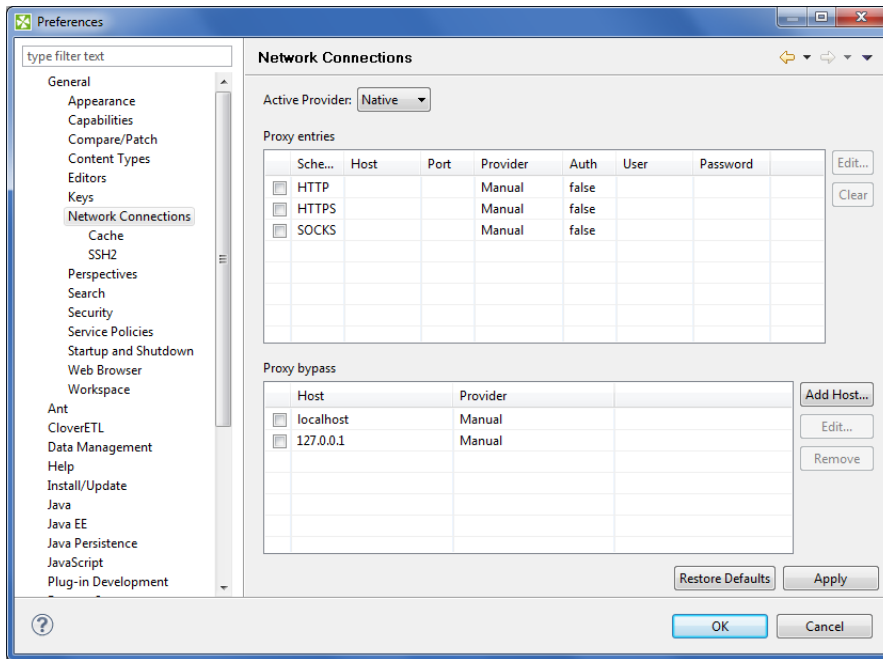 Preferences
type filter text
General
Appearance
Capabilities
Compare/Patch
Content Types
Editors
Keys
Network Connections
Cache
SSH2
Perspectives
Search
Security
Service Policies
Startup and Shutdown
Web Browser
Workspace
Ant
CloverETL
Data Management
Help
Install/Update
Java
Java EE
Java Persistence
JavaScript
Plug-in Development
Network Connections
Active Provider: Native
Proxy entries
Sche... Host Port Provider Auth User Password
HTTP Manual false
HTTPS Manual false
SOCKS Manual false
Edit...
Clear
Proxy bypass
Host Provider
localhost Manual
127.0.0.1 Manual
Add Host...
Edit...
Remove
Restore Defaults Apply
OK Cancel